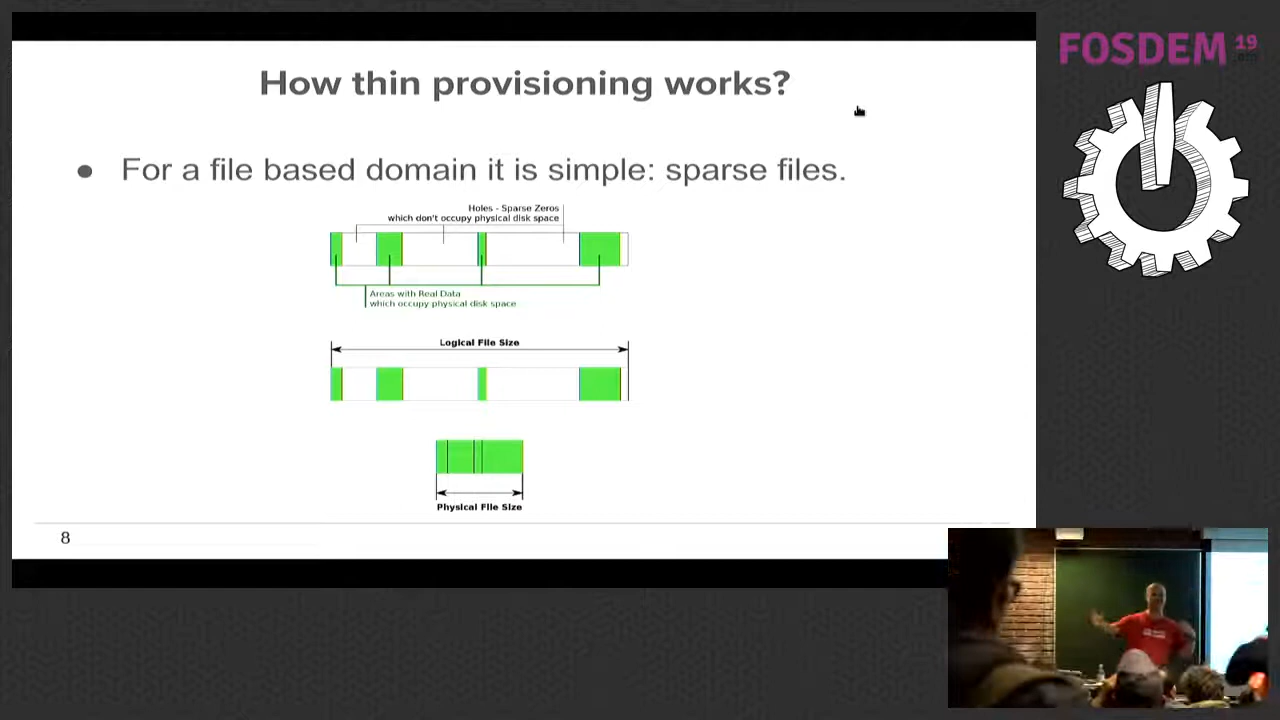 FOSDEM 19
.org
How thin provisioning works?
● For a file based domain it is simple: sparse files.
Holes - Sparse Zeros
which don't occupy physical disk space
Areas with Real Data
which occupy physical disk space
Logical File Size
Physical File Size
8